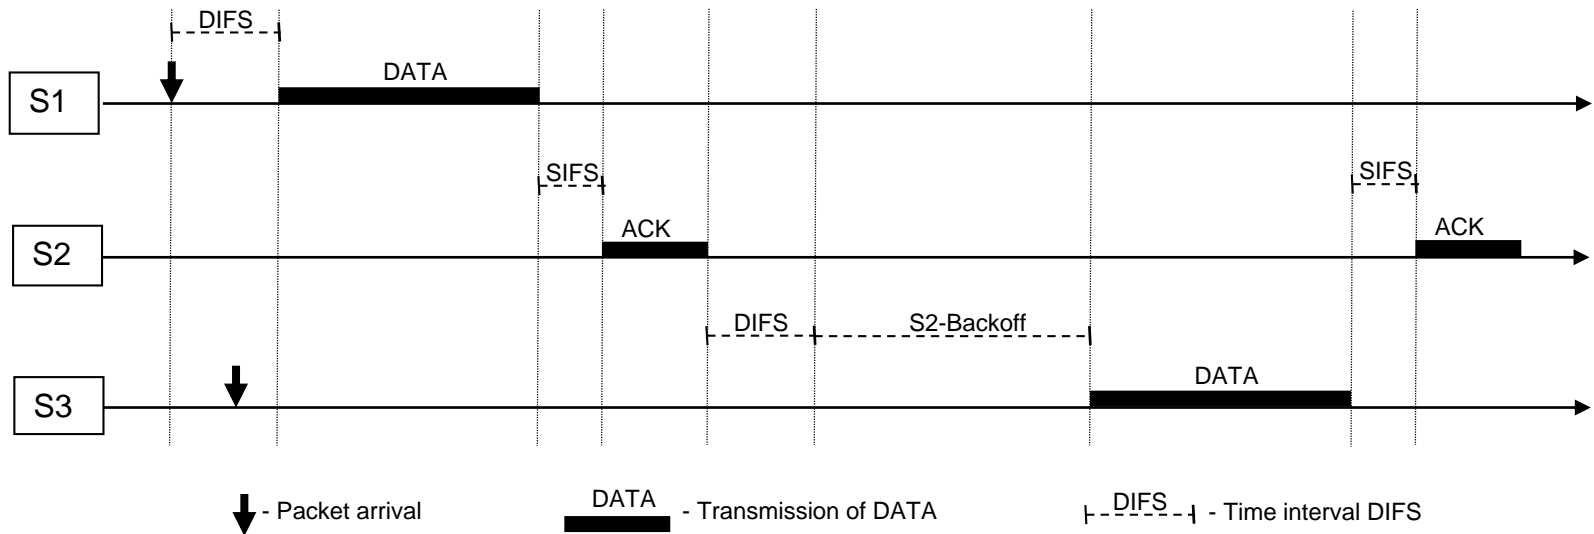 DIFS
DATA
S1
SIFS
SIFS
ACK
ACK
S2
DIFS
S2-Backoff
DATA
S3
DATA
DIFS
- Packet arrival
- Transmission of DATA
- Time interval DIFS